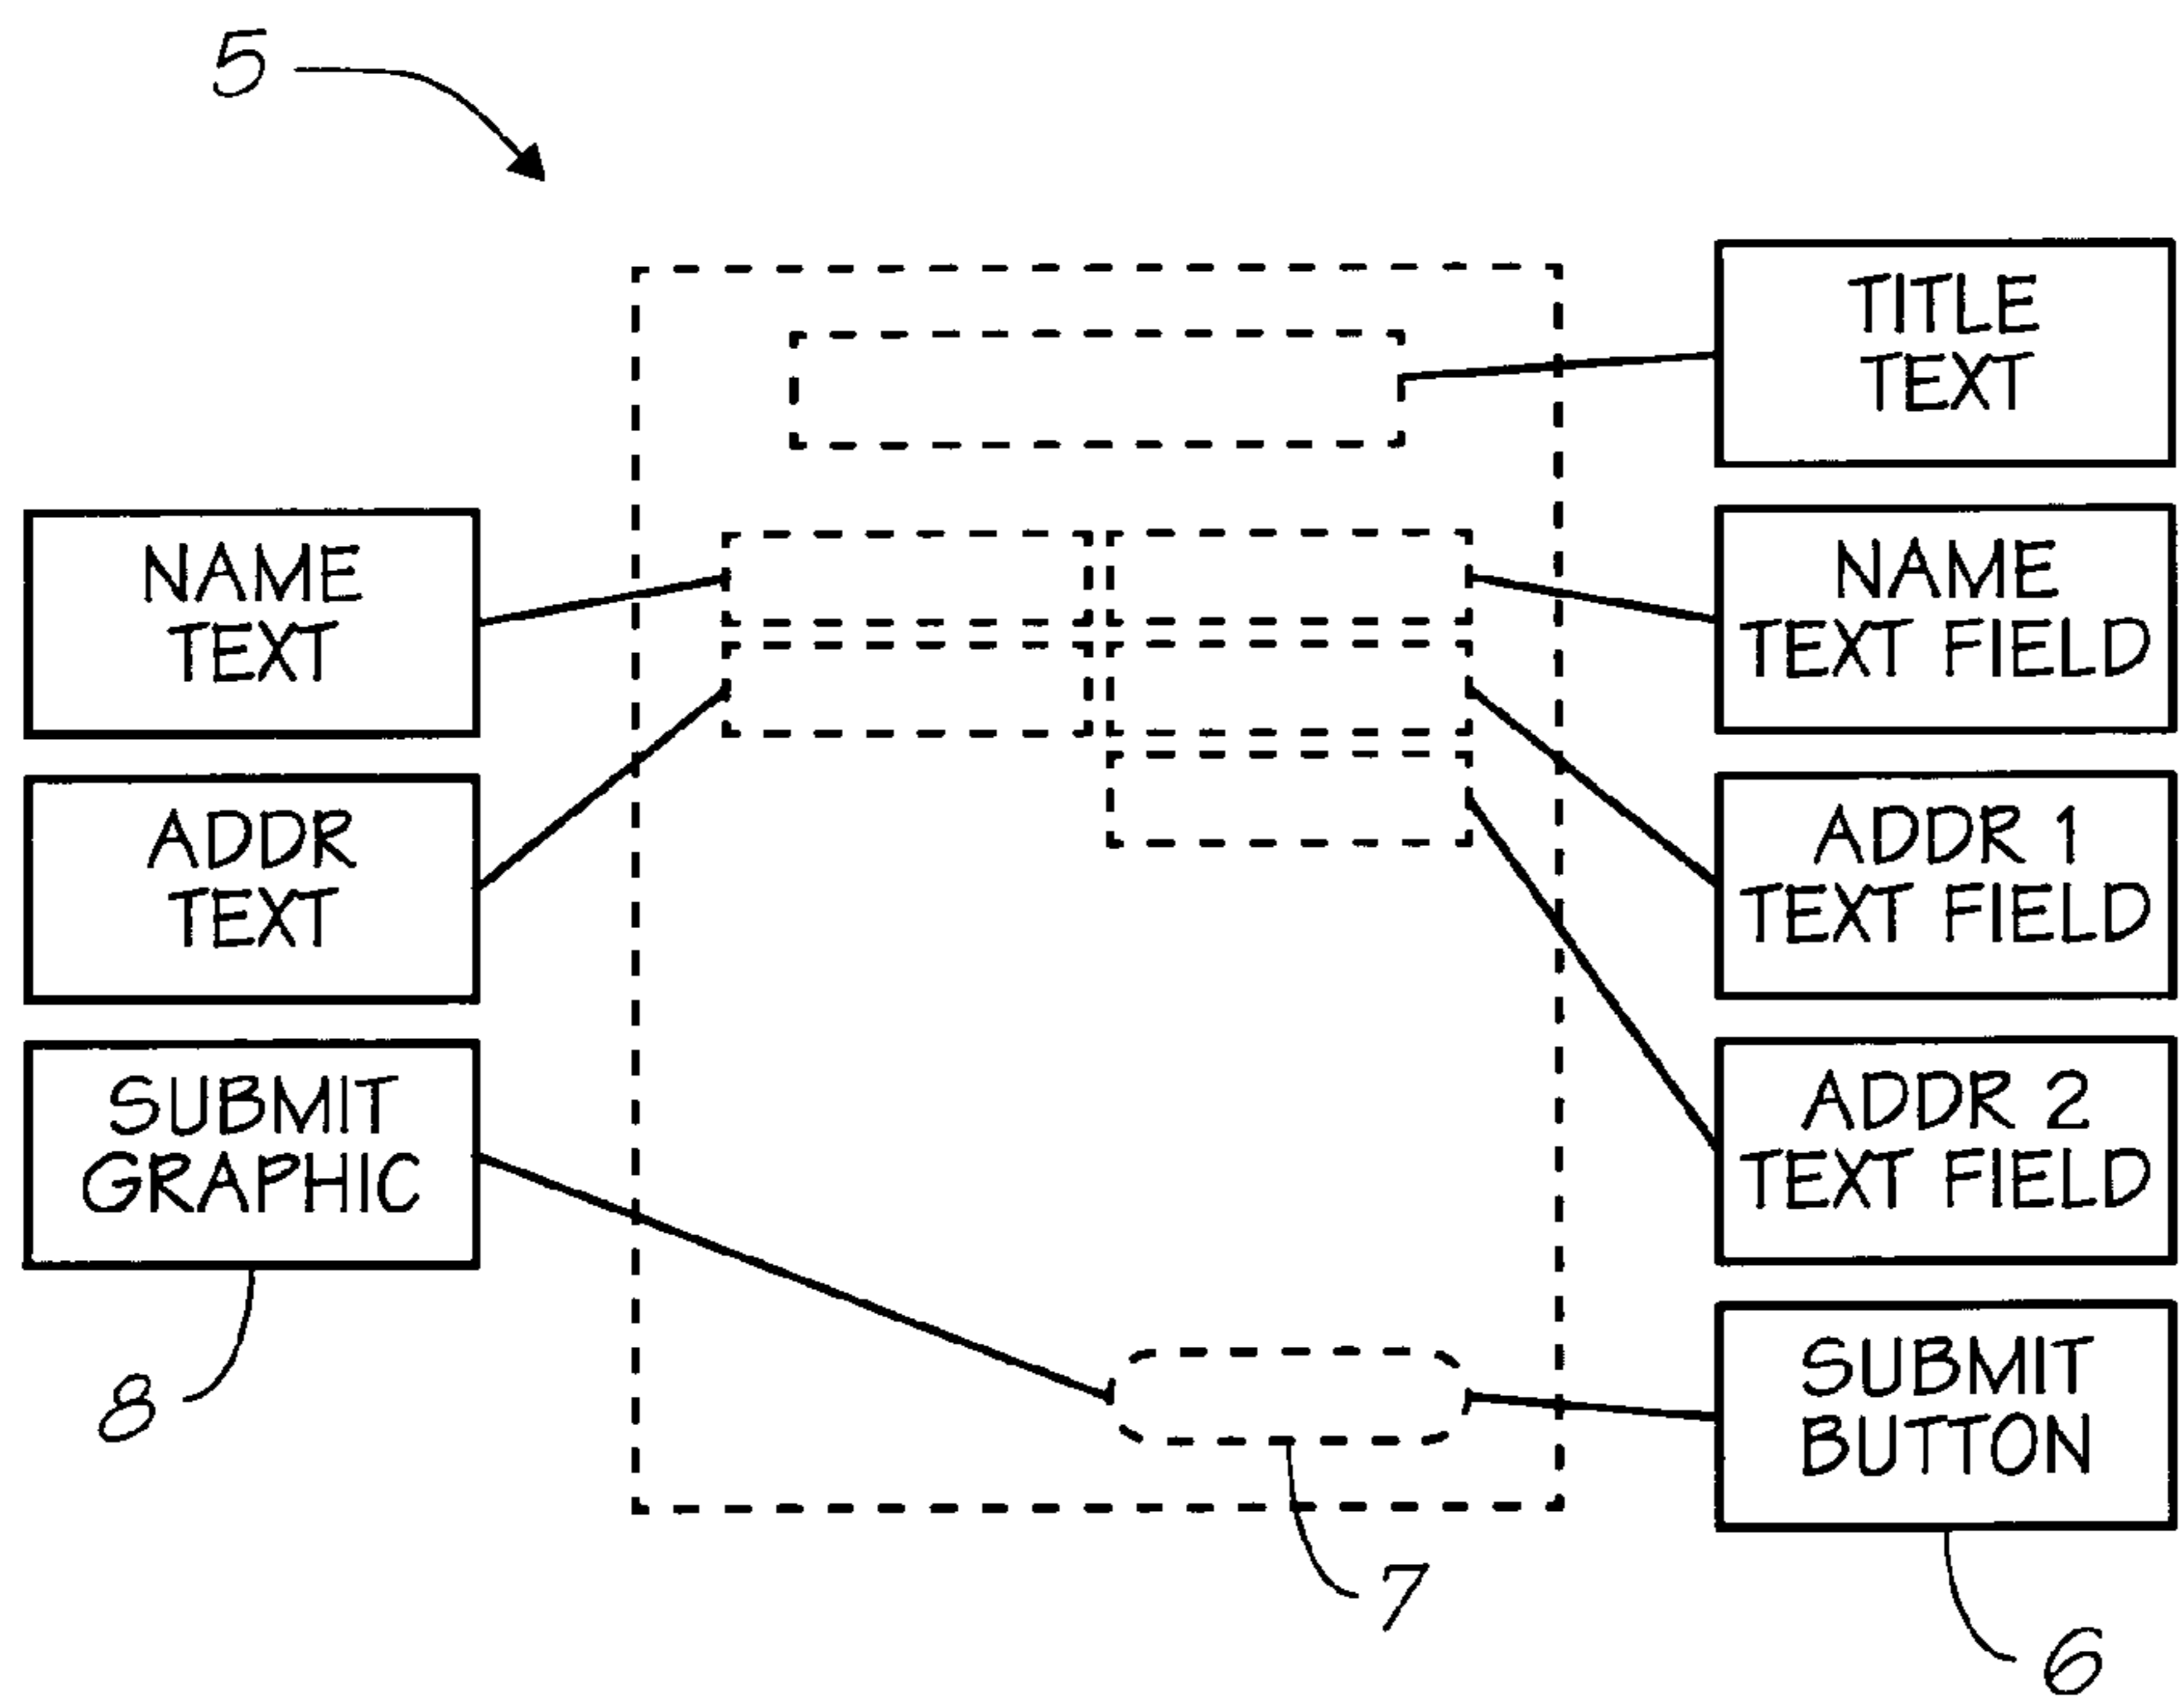 5
TITLE
TEXT
NAME
TEXT
NAME
TEXT FIELD
ADDR
TEXT
ADDR 1
TEXT FIELD
SUBMIT
GRAPHIC
ADDR 2
TEXT FIELD
8
SUBMIT
BUTTON
7
6